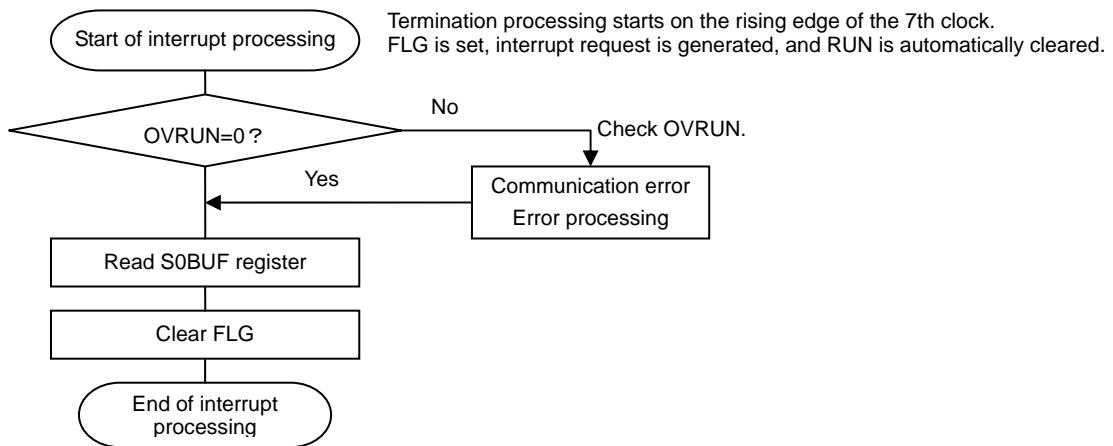 Start of interrupt processing
Termination processing starts on the rising edge of the 7th clock.
FLG is set, interrupt request is generated, and RUN is automatically cleared.
OVRUN=0？
No
Check OVRUN.
Yes
Communication error
Error processing
Read S0BUF register
Clear FLG
End of interrupt
processing